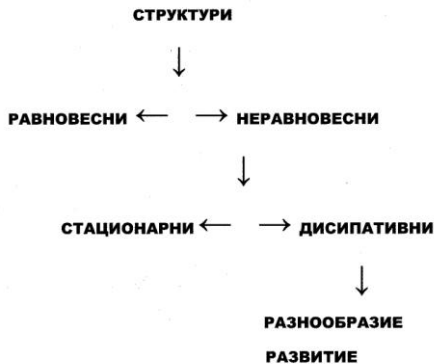 СТРУКТУРИ
РАВНОВЕСНИ ← → НЕРАВНОВЕСНИ
СТАЦИОНАРНИ ← → ДИСИПАТИВНИ
РАЗНООБРАЗИЕ
РАЗВИТИЕ